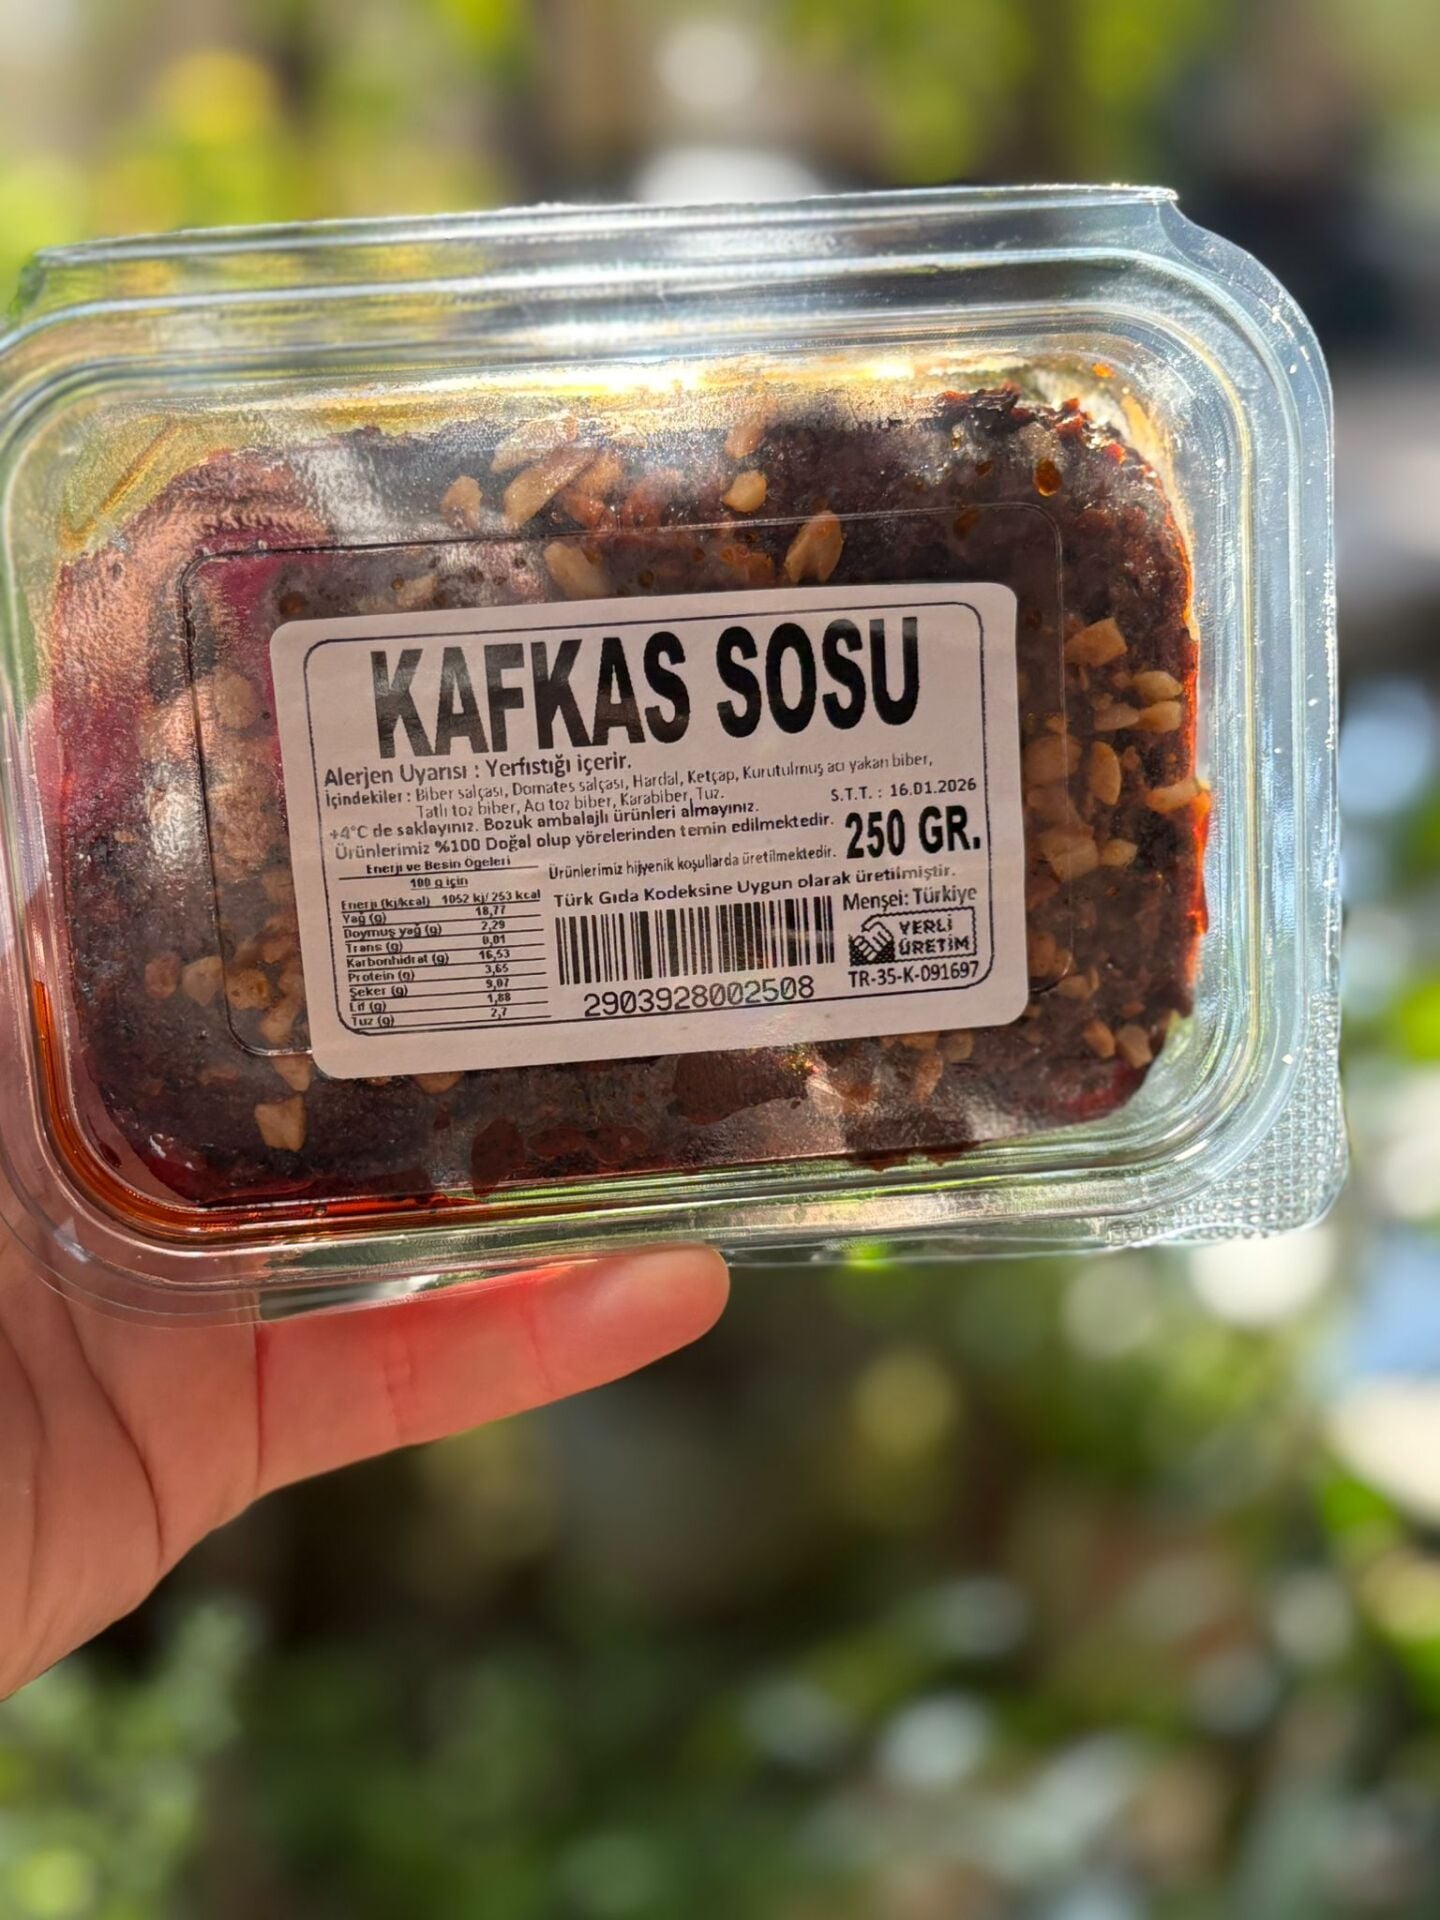 KAFKAS SOSU
Alerjen Uyarısı : Yerfıstığı içerir.
İçindekiler : Biber salçası, Domates salçası, Hardal, Ketçap, Kurutulmuş acı yakan biber,
Tatlı toz biber, Acı toz biber, Karabiber, Tuz.
S.T.T. : 16.01.2026
+4°C de saklayınız. Bozuk ambalajlı ürünleri almayınız.
Ürünlerimiz %100 Doğal olup yörelerinden temin edilmektedir.
250 GR.
Enerji ve Besin Ögeleri
100 g için
Enerji (kj/kcal) 1052 kj/ 253 kcal
Yağ (g) 18,77
Doymuş yağ (g) 2,29
Trans (g) 0,01
Karbonhidrat (g) 16,53
Protein (g) 3,65
Şeker (g) 9,07
Lif (g) 1,88
Tuz (g) 2,7
Ürünlerimiz hijyenik koşullarda üretilmektedir.
Türk Gıda Kodeksine Uygun olarak üretilmiştir.
Menşei: Türkiye
YERLİ
ÜRETİM
TR-35-K-091697
2903928002508